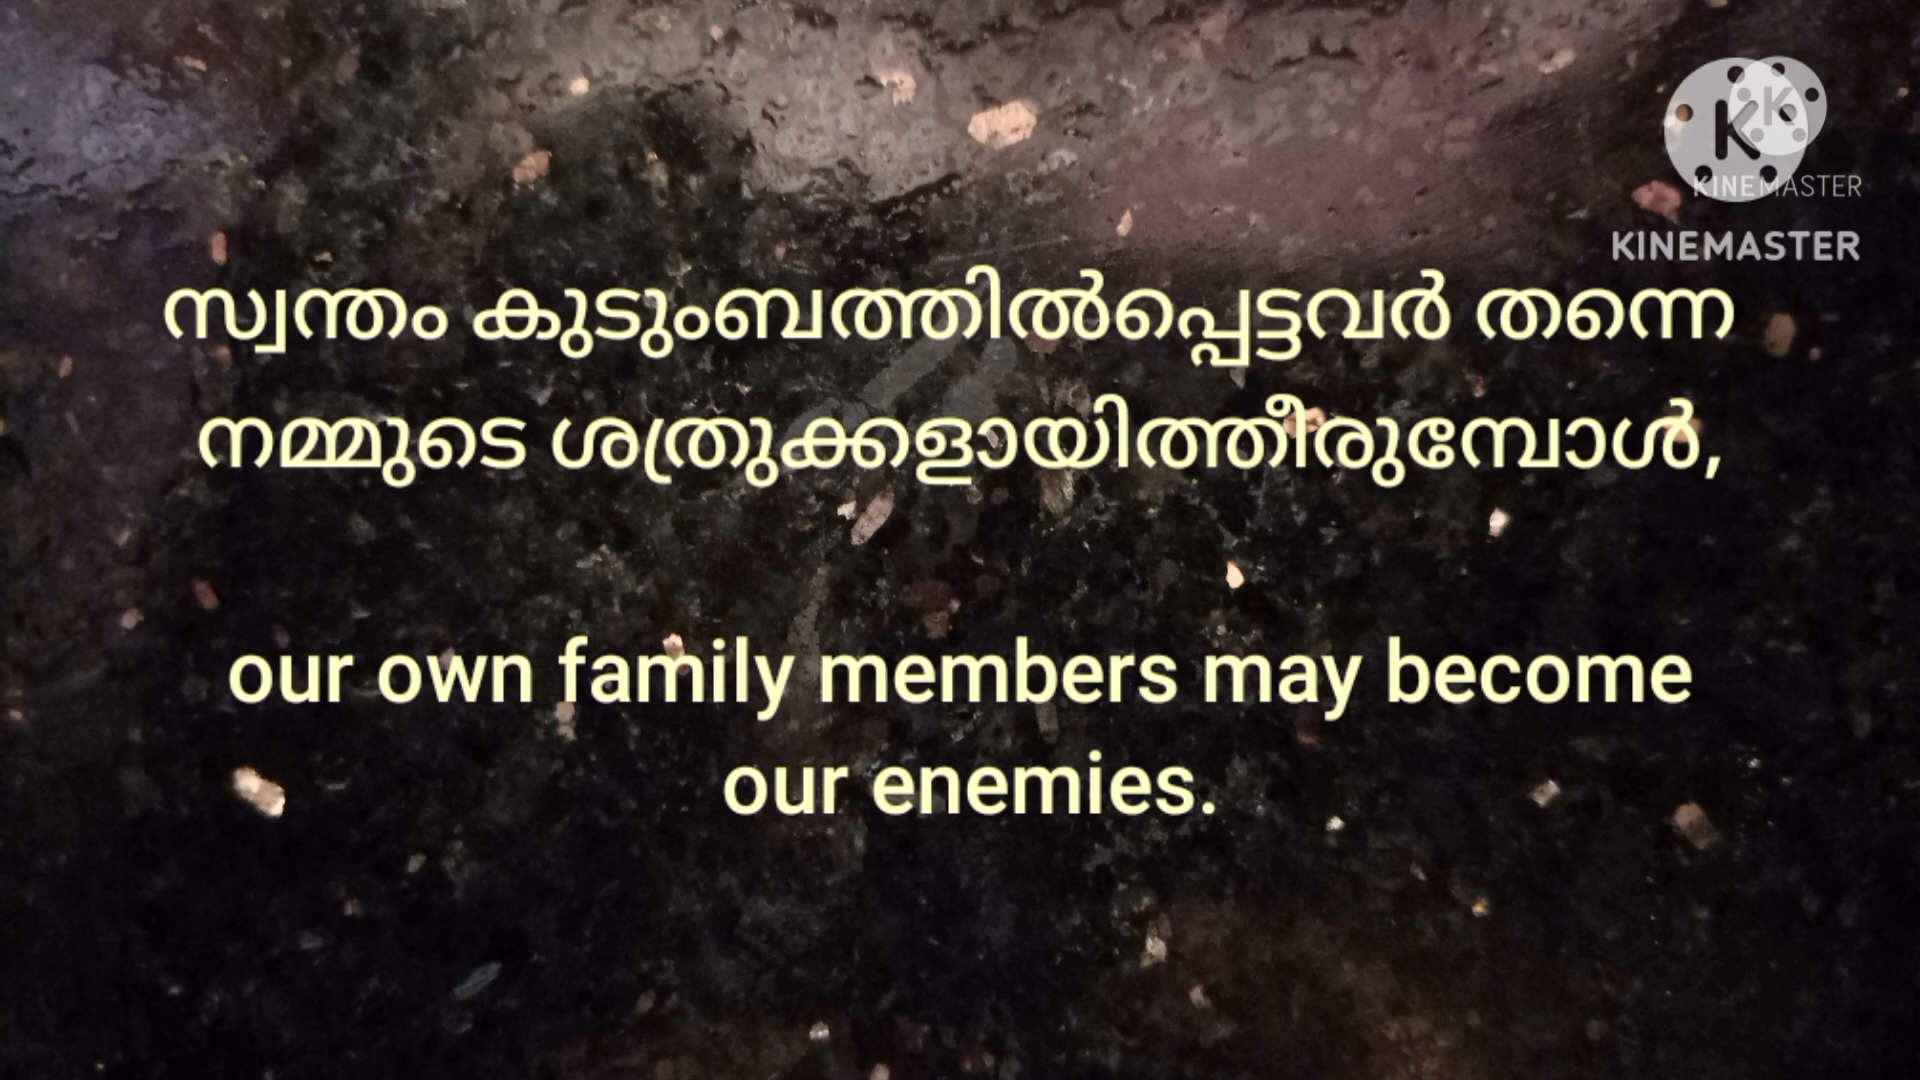 KINEMASTER
KINEMASTER
സ്വന്തം കുടുംബത്തിൽപ്പെട്ടവർ തന്നെ
നമ്മുടെ ശത്രുക്കളായിത്തീരുമ്പോൾ,
our own family members may become
our enemies.